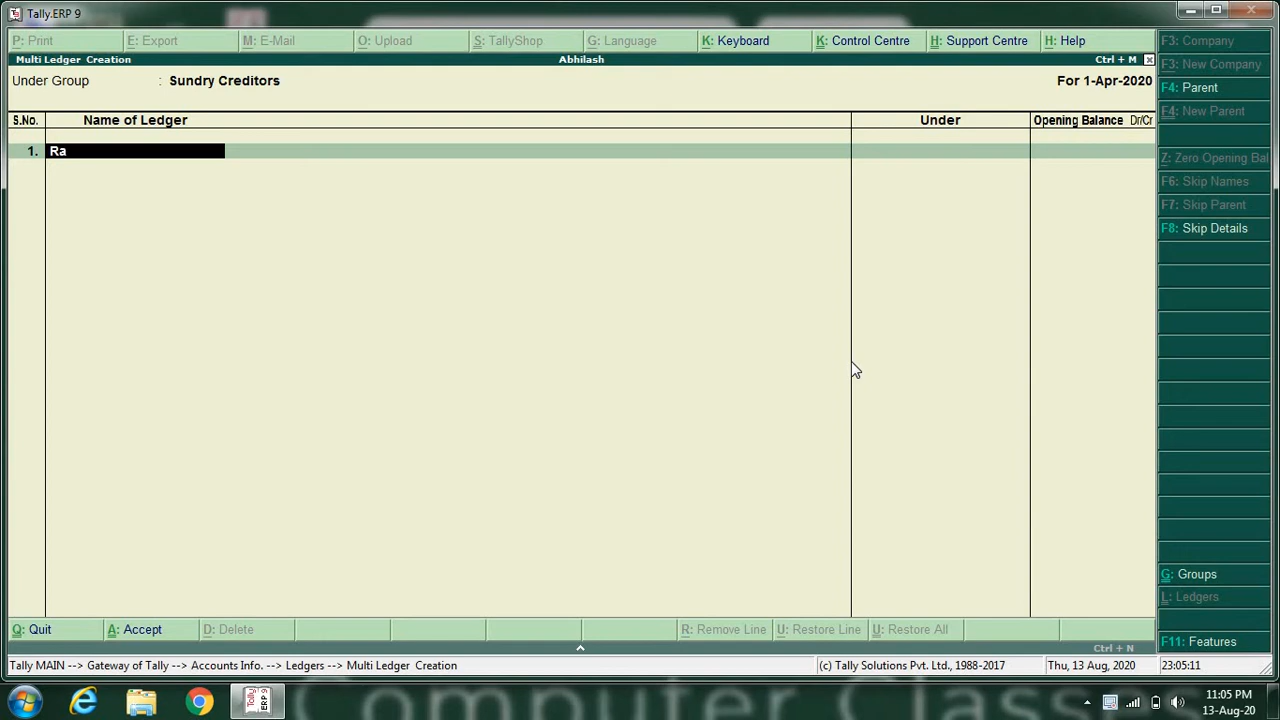 Tally.ERP 9
P: Print E: Export M: E-Mail O: Upload S: TallyShop G: Language K: Keyboard K: Control Centre H: Support Centre H: Help
Multi Ledger Creation Abhilash Ctrl + M
Under Group : Sundry Creditors For 1-Apr-2020
S.No. Name of Ledger Under Opening Balance Dr/Cr
1. Ra
F3: Company
F3: New Company
F4: Parent
F4: New Parent
Z: Zero Opening Bal
F6: Skip Names
F7: Skip Parent
F8: Skip Details
G: Groups
L: Ledgers
F11: Features
Q: Quit A: Accept D: Delete R: Remove Line U: Restore Line U: Restore All
Ctrl + N
Tally MAIN --> Gateway of Tally --> Accounts Info. --> Ledgers --> Multi Ledger Creation (c) Tally Solutions Pvt. Ltd., 1988-2017 Thu, 13 Aug, 2020 23:05:11
Tally ERP 9
11:05 PM
13-Aug-20